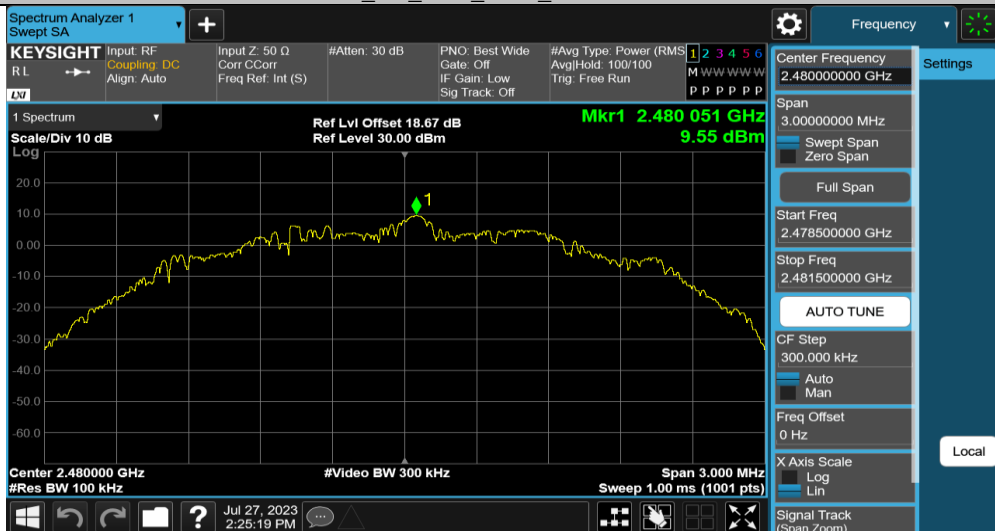 Spectrum Analyzer 1
Swept SA
+
Frequency
KEYSIGHT
R L
LXI
Input: RF
Coupling: DC
Align: Auto
Input Z: 50 Ω
Corr CCorr
Freq Ref: Int (S)
#Atten: 30 dB
PNO: Best Wide
Gate: Off
IF Gain: Low
Sig Track: Off
#Avg Type: Power (RMS
Avg|Hold: 100/100
Trig: Free Run
1 2 3 4 5 6
M W W W W W
P P P P P P
1 Spectrum
Scale/Div 10 dB
Log
Ref Lvl Offset 18.67 dB
Ref Level 30.00 dBm
Mkr1 2.480 051 GHz
9.55 dBm
1
20.0
10.0
0.00
-10.0
-20.0
-30.0
-40.0
-50.0
-60.0
Center 2.480000 GHz
#Res BW 100 kHz
#Video BW 300 kHz
Span 3.000 MHz
Sweep 1.00 ms (1001 pts)
Center Frequency
2.480000000 GHz
Settings
Span
3.00000000 MHz
Swept Span
Zero Span
Full Span
Start Freq
2.478500000 GHz
Stop Freq
2.481500000 GHz
AUTO TUNE
CF Step
300.000 kHz
Auto
Man
Freq Offset
0 Hz
Local
X Axis Scale
Log
Lin
Signal Track
(Span Zoom)
?
Jul 27, 2023
2:25:19 PM